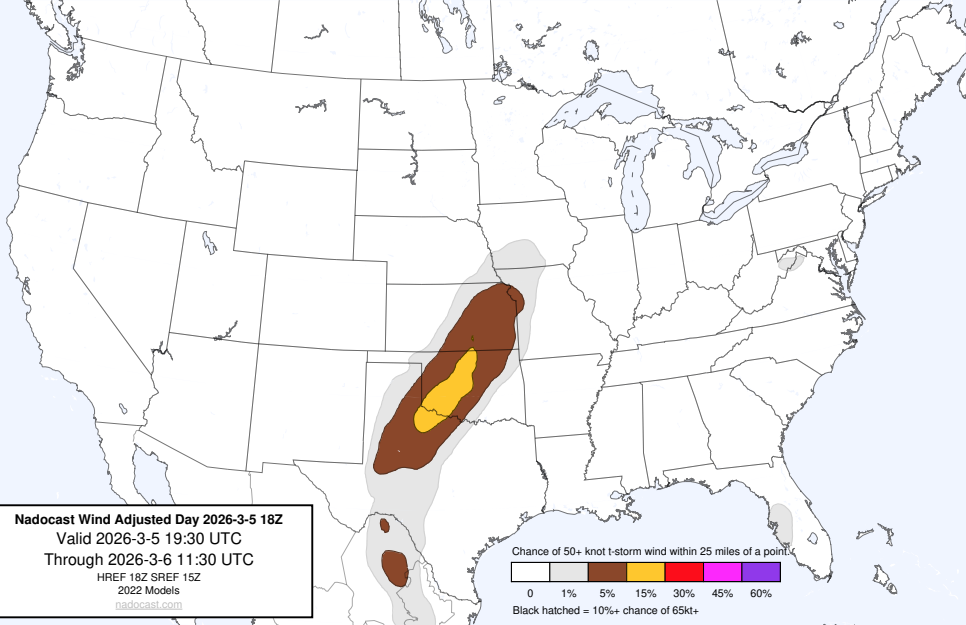 Nadocast Wind Adjusted Day 2026-3-5 18Z
Valid 2026-3-5 19:30 UTC
Through 2026-3-6 11:30 UTC
HREF 18Z SREF 15Z
2022 Models
nadocast.com
Chance of 50+ knot t-storm wind within 25 miles of a point.
0 1% 5% 15% 30% 45% 60%
Black hatched = 10%+ chance of 65kt+